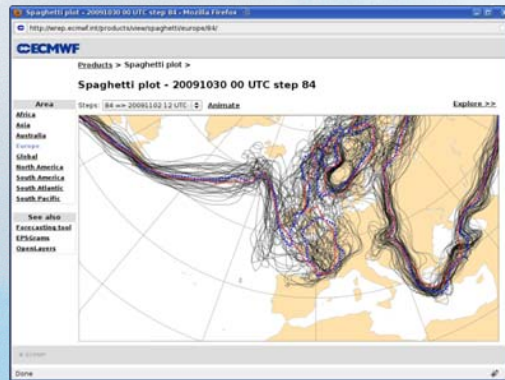 Spaghetti plot - 20091030 00 UTC step 84 - Mozilla Firefox
http://erep.ecmwf.int/products/view/spaghetti/europe/84/
ECMWF
Products > Spaghetti plot >
Spaghetti plot - 20091030 00 UTC step 84
Area
Africa
Asia
Australia
Europe
Global
North America
South America
South Atlantic
South Pacific
See also
Forecasting tool
EPSGrams
OpenLayers
Steps: 84 => 20091102 12 UTC Animate Explore >>
© ECMWF
Done